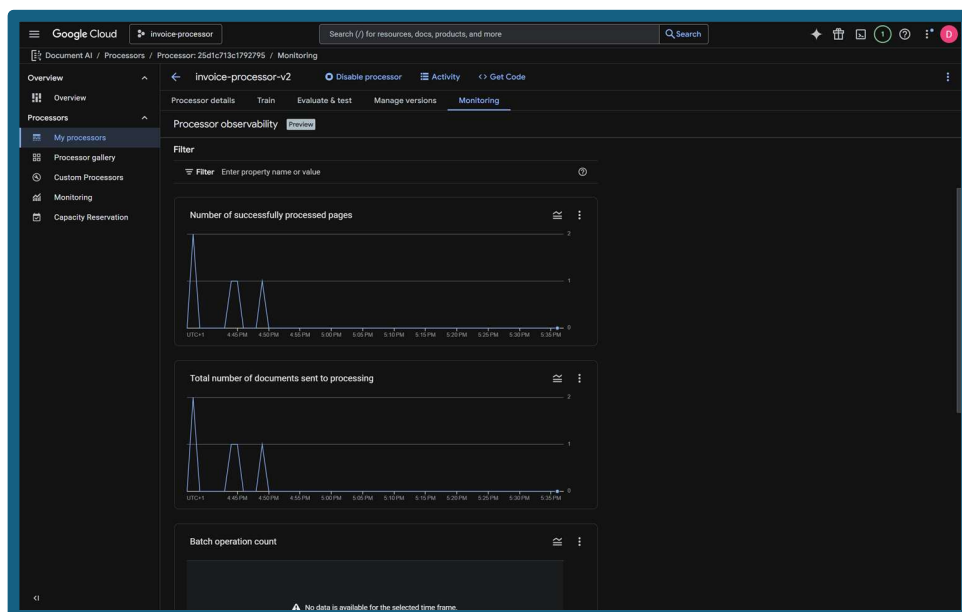 Google Cloud
invoice-processor
Search (/) for resources, docs, products, and more
Search
1
D
Document AI / Processors / Processor: 25d1c713c1792795 / Monitoring
Overview
Overview
Processors
My processors
Processor gallery
Custom Processors
Monitoring
Capacity Reservation
invoice-processor-v2
Disable processor
Activity
Get Code
Processor details
Train
Evaluate & test
Manage versions
Monitoring
Processor observability
Preview
Filter
Filter Enter property name or value
Number of successfully processed pages
2
1
0
UTC+1 4:45 PM 4:50 PM 4:55 PM 5:00 PM 5:05 PM 5:10 PM 5:15 PM 5:20 PM 5:25 PM 5:30 PM 5:35 PM
Total number of documents sent to processing
2
1
0
UTC+1 4:45 PM 4:50 PM 4:55 PM 5:00 PM 5:05 PM 5:10 PM 5:15 PM 5:20 PM 5:25 PM 5:30 PM 5:35 PM
Batch operation count
No data is available for the selected time frame.